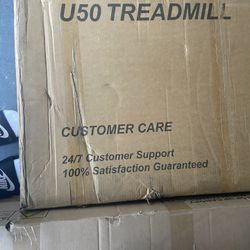 U50 TREADMILL
CUSTOMER CARE
24/7 Customer Support
100% Satisfaction Guaranteed